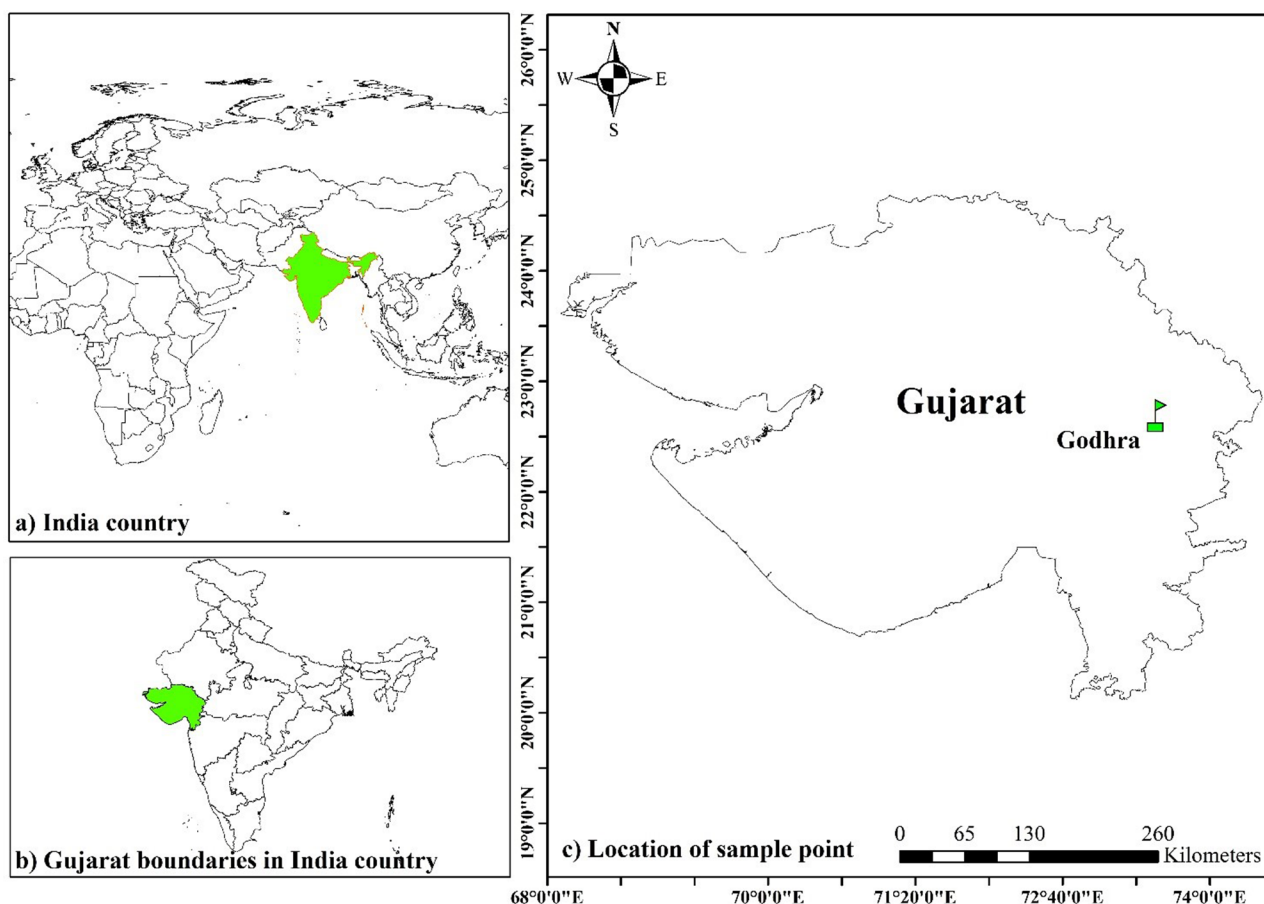 a) India country
b) Gujarat boundaries in India country
N
W
E
S
26°0'0"N
25°0'0"N
24°0'0"N
23°0'0"N
22°0'0"N
21°0'0"N
20°0'0"N
19°0'0"N
Gujarat
Godhra
c) Location of sample point
0 65 130 260
Kilometers
68°0'0"E 70°0'0"E 71°20'0"E 72°40'0"E 74°0'0"E